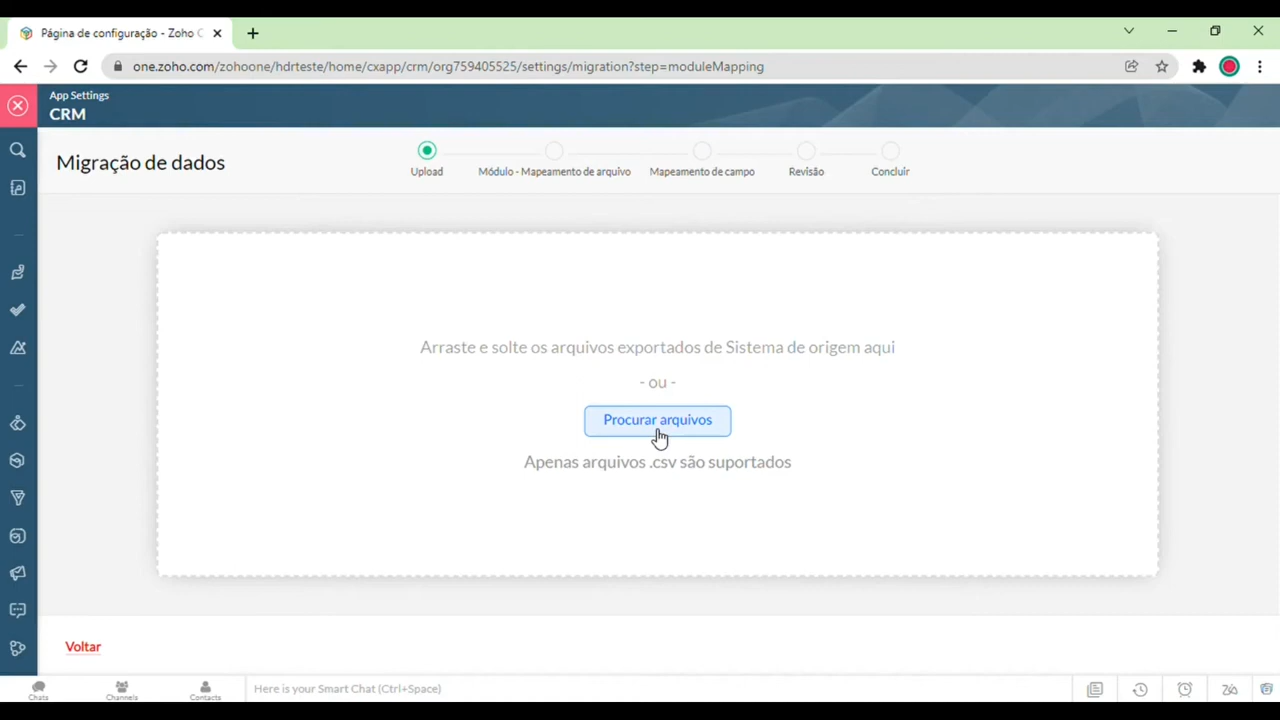 Página de configuração - Zoho C
one.zoho.com/zohoone/hdrteste/home/cxapp/crm/org759405525/settings/migration?step=moduleMapping
App Settings
CRM
Migração de dados
Upload
Módulo - Mapeamento de arquivo
Mapeamento de campo
Revisão
Concluir
Arraste e solte os arquivos exportados de Sistema de origem aqui
- ou -
Procurar arquivos
Apenas arquivos .csv são suportados
Voltar
Chats
Channels
Contacts
Here is your Smart Chat (Ctrl+Space)